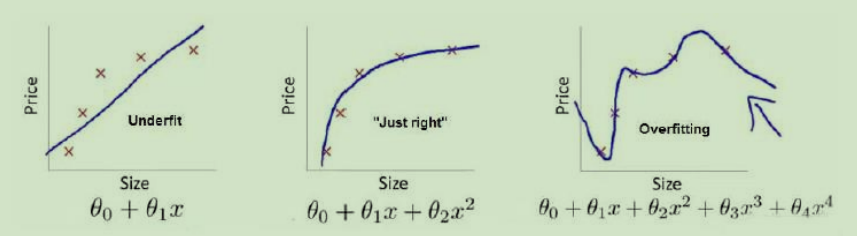 Price
Underfit
Size
θ₀ + θ₁x
Price
"Just right"
Size
θ₀ + θ₁x + θ₂x²
Price
Overfitting
Size
θ₀ + θ₁x + θ₂x² + θ₃x³ + θ₄x⁴